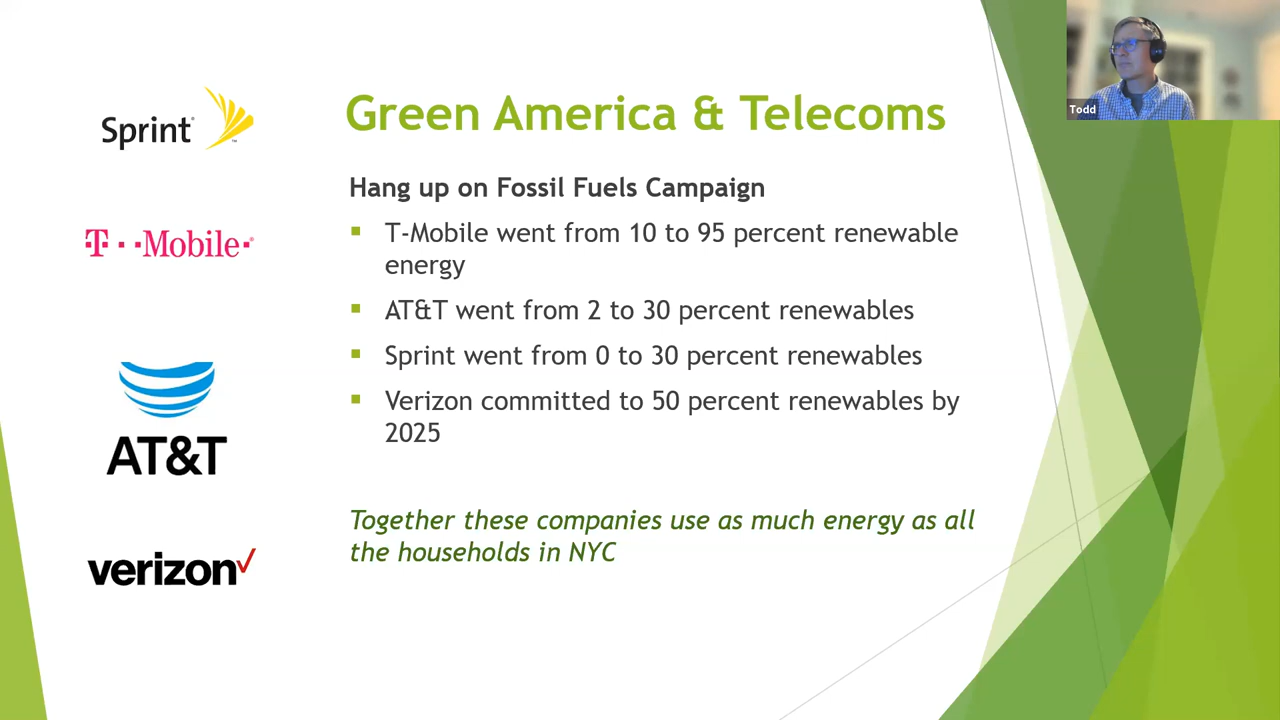 Green America & Telecoms
Todd
Sprint
Hang up on Fossil Fuels Campaign
T-Mobile went from 10 to 95 percent renewable
energy
T Mobile
AT&T went from 2 to 30 percent renewables
Sprint went from 0 to 30 percent renewables
Verizon committed to 50 percent renewables by
2025
AT&T
Together these companies use as much energy as all
the households in NYC
verizon